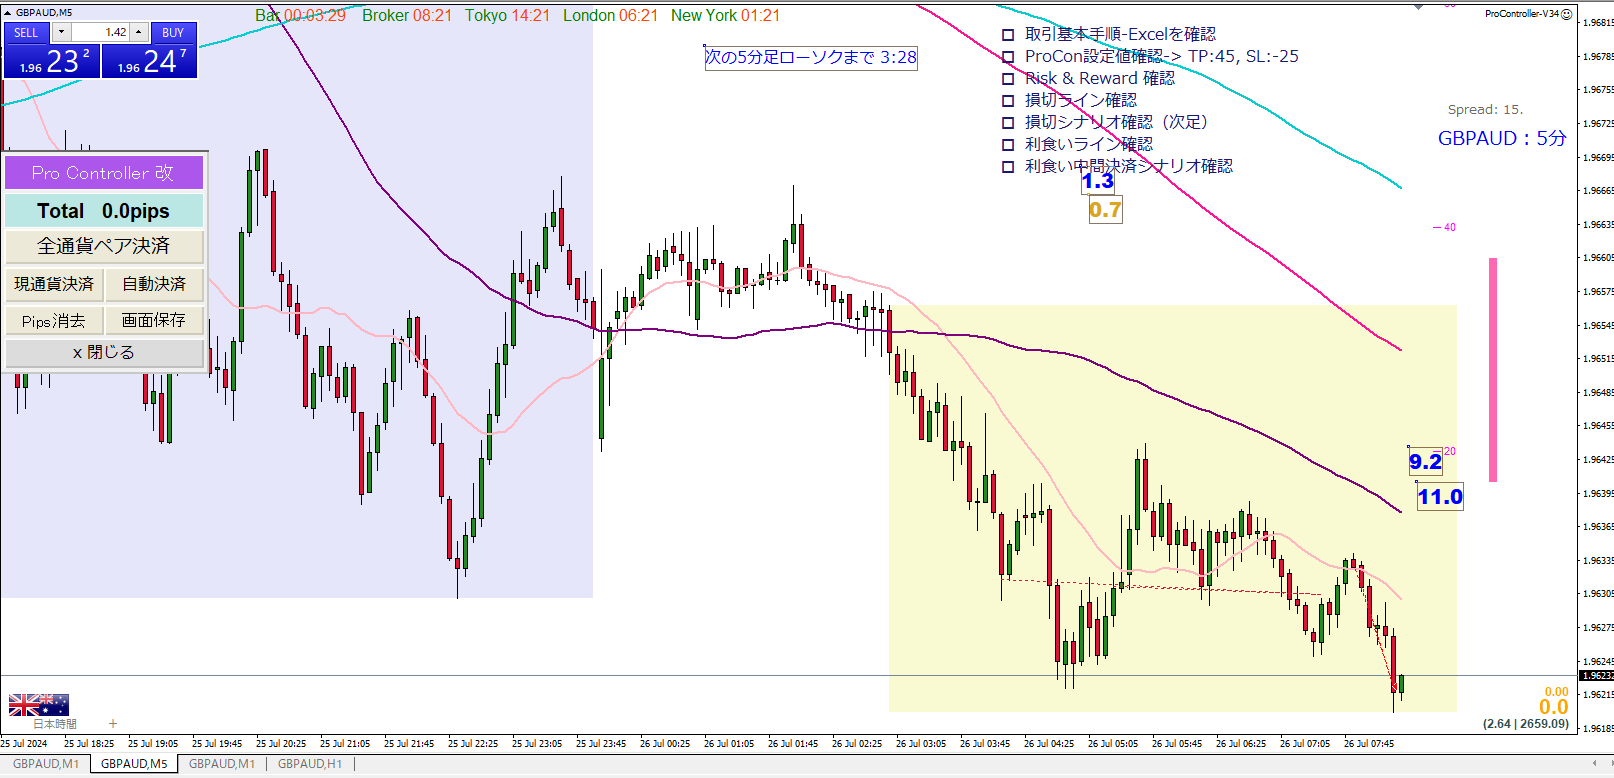 GBPAUD,M5
Bar 00:03:29 Broker 08:21 Tokyo 14:21 London 06:21 New York 01:21
ProController-V34
SELL
1.42
BUY
1.96 23 2
1.96 24 7
次の5分足ローソクまで 3:28
取引基本手順-Excelを確認
ProCon設定値確認-> TP:45, SL:-25
Risk & Reward 確認
損切ライン確認
損切シナリオ確認（次足）
利食いライン確認
利食い中間決済シナリオ確認
1.3
0.7
Spread: 15.
GBPAUD : 5分
Pro Controller 改
Total 0.0pips
全通貨ペア決済
現通貨決済
自動決済
Pips消去
画面保存
x 閉じる
40
20
9.2
11.0
1.96815
1.96785
1.96755
1.96725
1.96695
1.96665
1.96635
1.96605
1.96575
1.96545
1.96515
1.96485
1.96455
1.96425
1.96395
1.96365
1.96335
1.96305
1.96275
1.96245
1.96232
1.96215
1.96185
0.00
0.0
(2.64 | 2659.09)
日本時間
25 Jul 2024
25 Jul 18:25
25 Jul 19:05
25 Jul 19:45
25 Jul 20:25
25 Jul 21:05
25 Jul 21:45
25 Jul 22:25
25 Jul 23:05
25 Jul 23:45
26 Jul 00:25
26 Jul 01:05
26 Jul 01:45
26 Jul 02:25
26 Jul 03:05
26 Jul 03:45
26 Jul 04:25
26 Jul 05:05
26 Jul 05:45
26 Jul 06:25
26 Jul 07:05
26 Jul 07:45
GBPAUD,M1
GBPAUD,M5
GBPAUD,M1
GBPAUD,H1